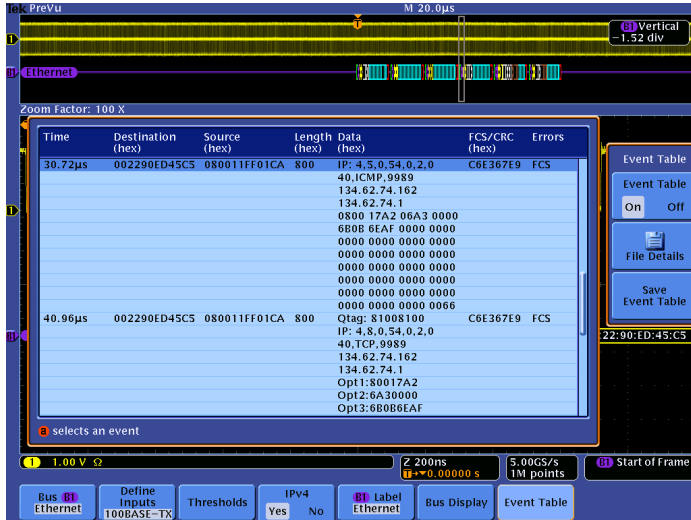 Tek PreVu M 20.0µs
T
B1 Vertical
−1.52 div
1
B1 Ethernet
Zoom Factor: 100 X
Time Destination (hex) Source (hex) Length (hex) Data (hex) FCS/CRC (hex) Errors
30.72µs 002290ED45C5 080011FF01CA 800 IP: 4,5,0,54,0,2,0 C6E367E9 FCS
40,ICMP,9989
134.62.74.162
134.62.74.1
0800 17A2 06A3 0000
6B0B 6EAF 0000 0000
0000 0000 0000 0000
0000 0000 0000 0000
0000 0000 0000 0000
0000 0000 0000 0000
0000 0000 0000 0000
0000 0000 0000 0066
40.96µs 002290ED45C5 080011FF01CA 800 Qtag: 81008100 C6E367E9 FCS
IP: 4,8,0,54,0,2,0
40,TCP,9989
134.62.74.162
134.62.74.1
Opt1:80017A2
Opt2:6A30000
Opt3:6B0B6EAF
a selects an event
Event Table
Event Table
On Off
File Details
Save
Event Table
1
B1
22:90:ED:45:C5
1 1.00 V Ω
Z 200ns
T→▼0.00000 s
5.00GS/s
1M points
B1 Start of Frame
Bus B1
Ethernet
Define
Inputs
100BASE−TX
Thresholds
IPv4
Yes No
B1 Label
Ethernet
Bus Display
Event Table